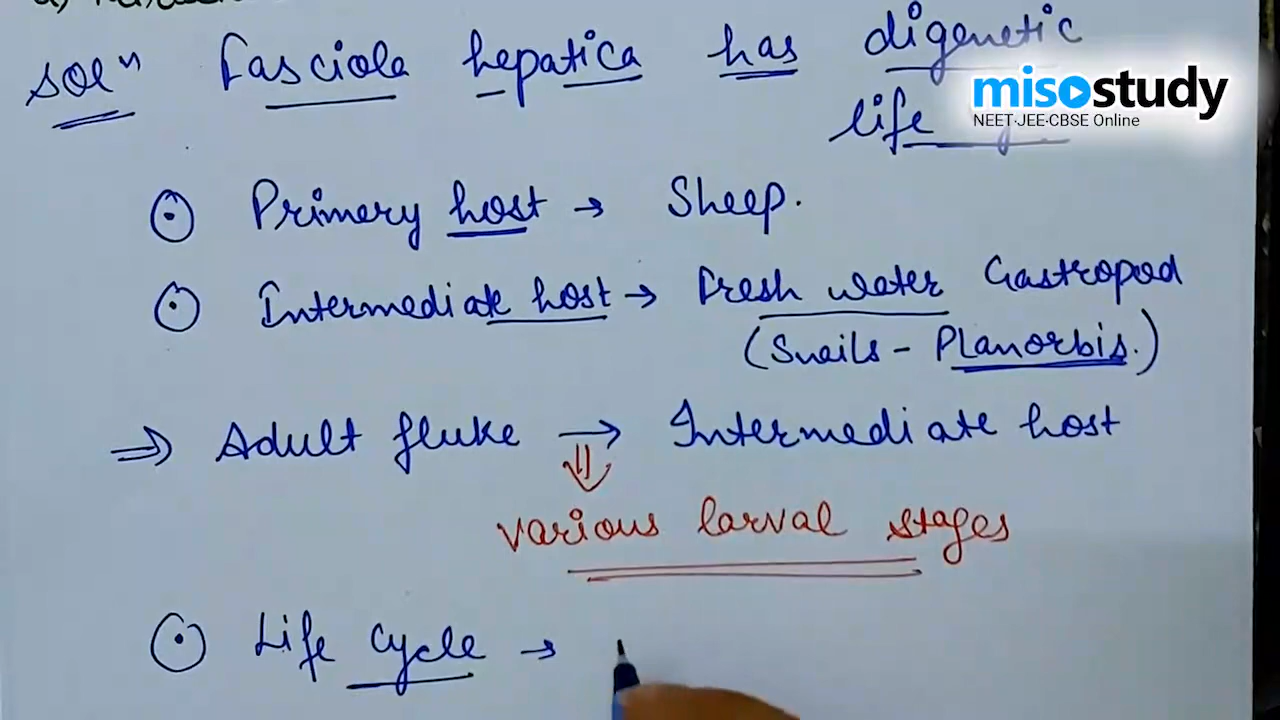 Solⁿ Fasciola hepatica has digenetic
life
misostudy
NEET·JEE·CBSE Online
Primary host → Sheep.
Intermediate host → Fresh water Gastropod
(Snails - Planorbis.)
⇒ Adult fluke → Intermediate host
⇓
various larval stages
Life cycle →